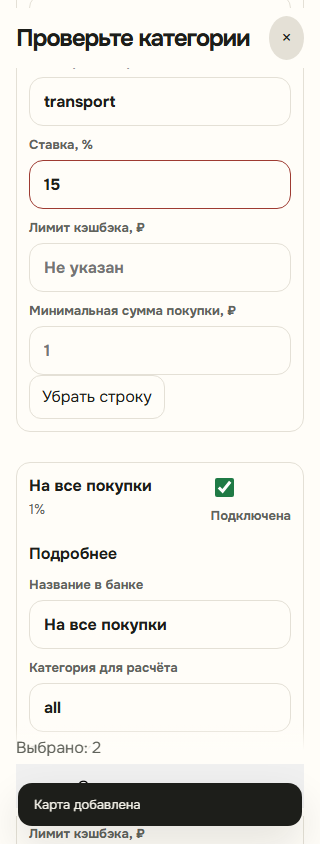 Проверьте категории
×
transport
Ставка, %
15
Лимит кэшбэка, ₽
Не указан
Минимальная сумма покупки, ₽
1
Убрать строку
На все покупки
1%
Подключена
Подробнее
Название в банке
На все покупки
Категория для расчёта
all
Выбрано: 2
Карта добавлена
Лимит кэшбэка, ₽